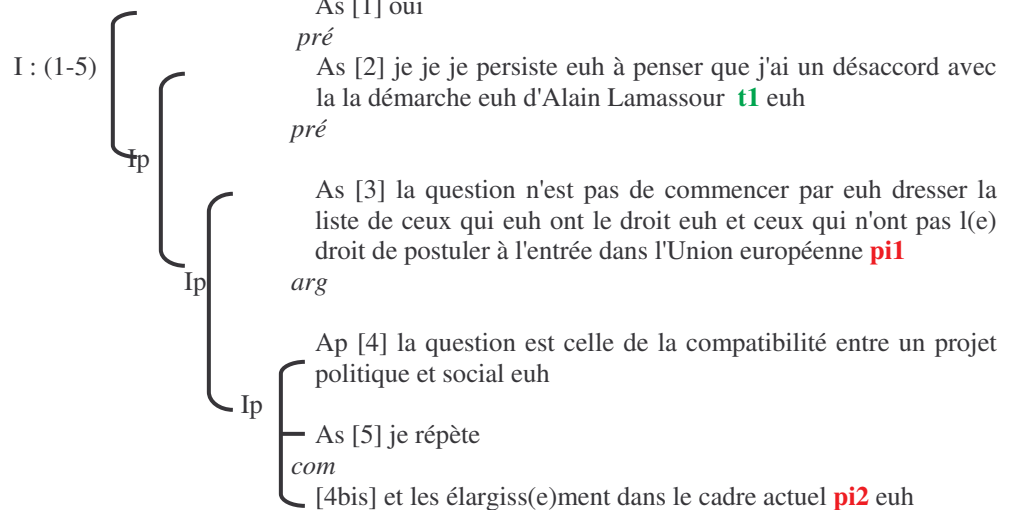 As [1] oui
pré
I : (1-5)
As [2] je je je persiste euh à penser que j'ai un désaccord avec
la la démarche euh d'Alain Lamassour t1 euh
pré
Ip
As [3] la question n'est pas de commencer par euh dresser la
liste de ceux qui euh ont le droit euh et ceux qui n'ont pas l(e)
droit de postuler à l'entrée dans l'Union européenne pi1
Ip
arg
Ap [4] la question est celle de la compatibilité entre un projet
politique et social euh
Ip
As [5] je répète
com
[4bis] et les élargiss(e)ment dans le cadre actuel pi2 euh